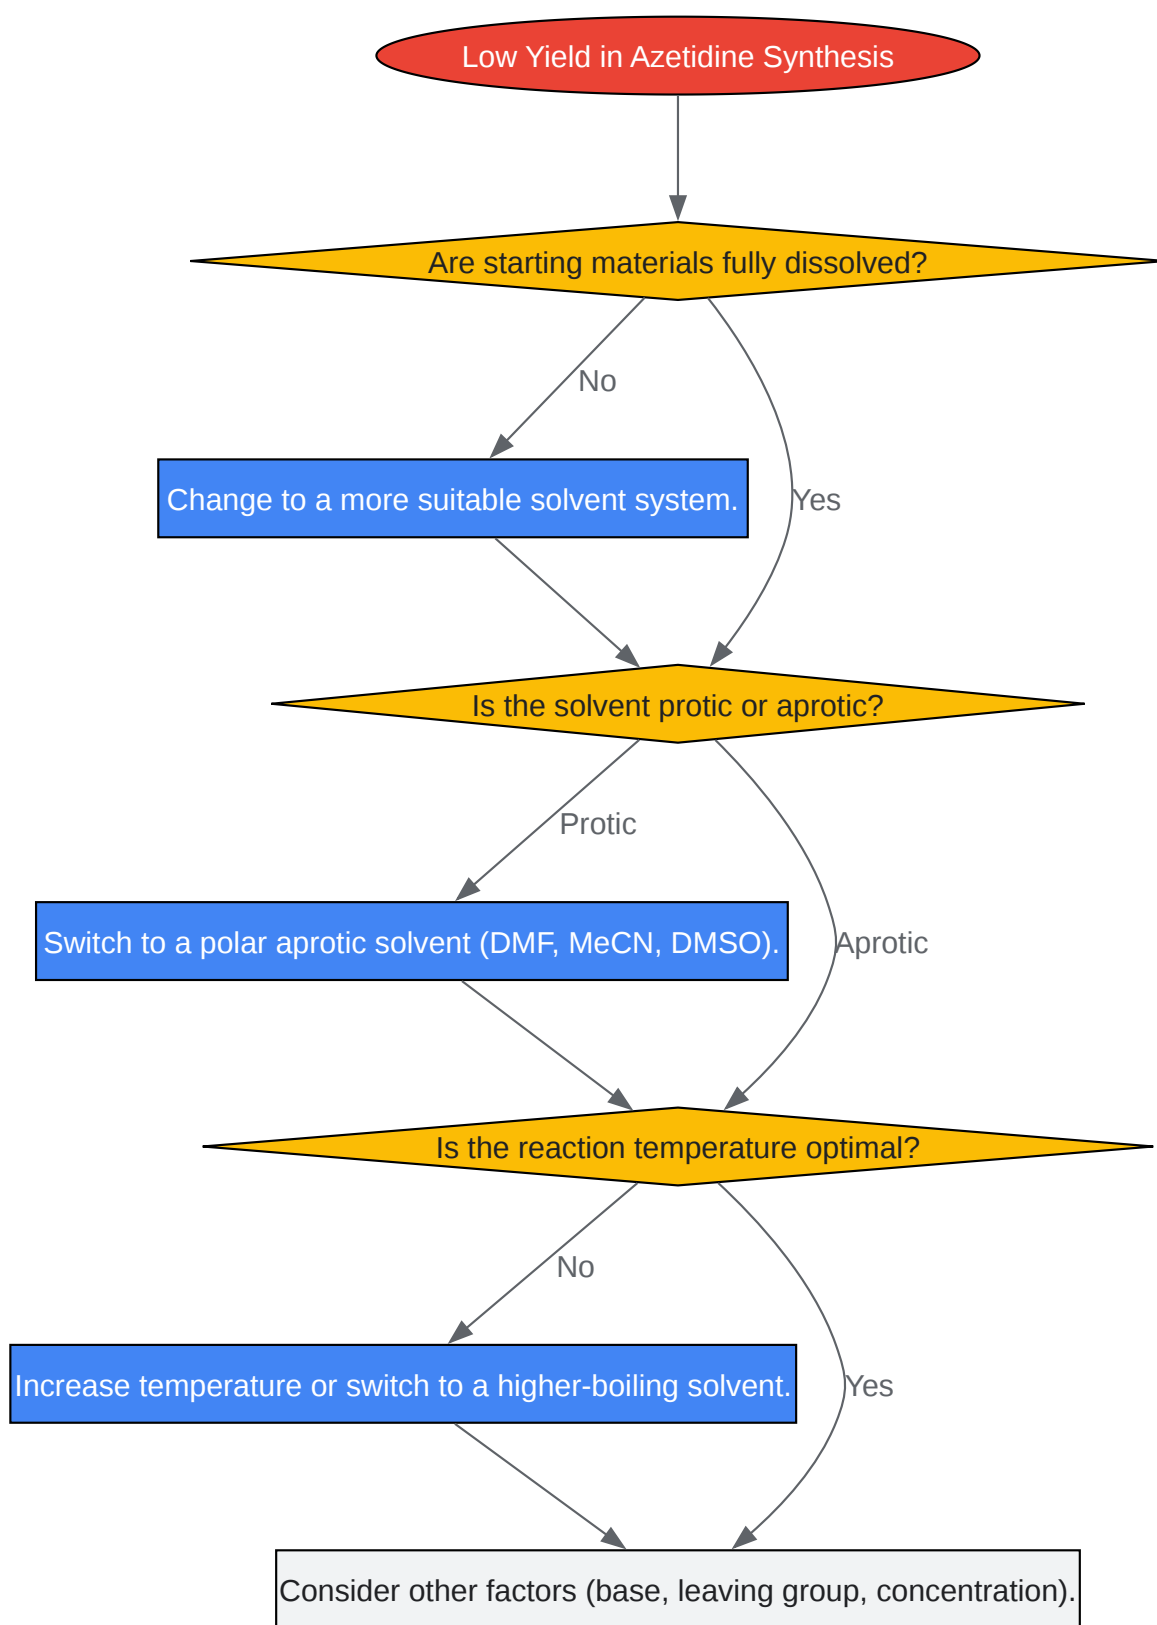 Low Yield in Azetidine Synthesis
Are starting materials fully dissolved?
No
Change to a more suitable solvent system.
Yes
Is the solvent protic or aprotic?
Protic
Switch to a polar aprotic solvent (DMF, MeCN, DMSO).
Aprotic
Is the reaction temperature optimal?
No
Increase temperature or switch to a higher-boiling solvent.
Yes
Consider other factors (base, leaving group, concentration).